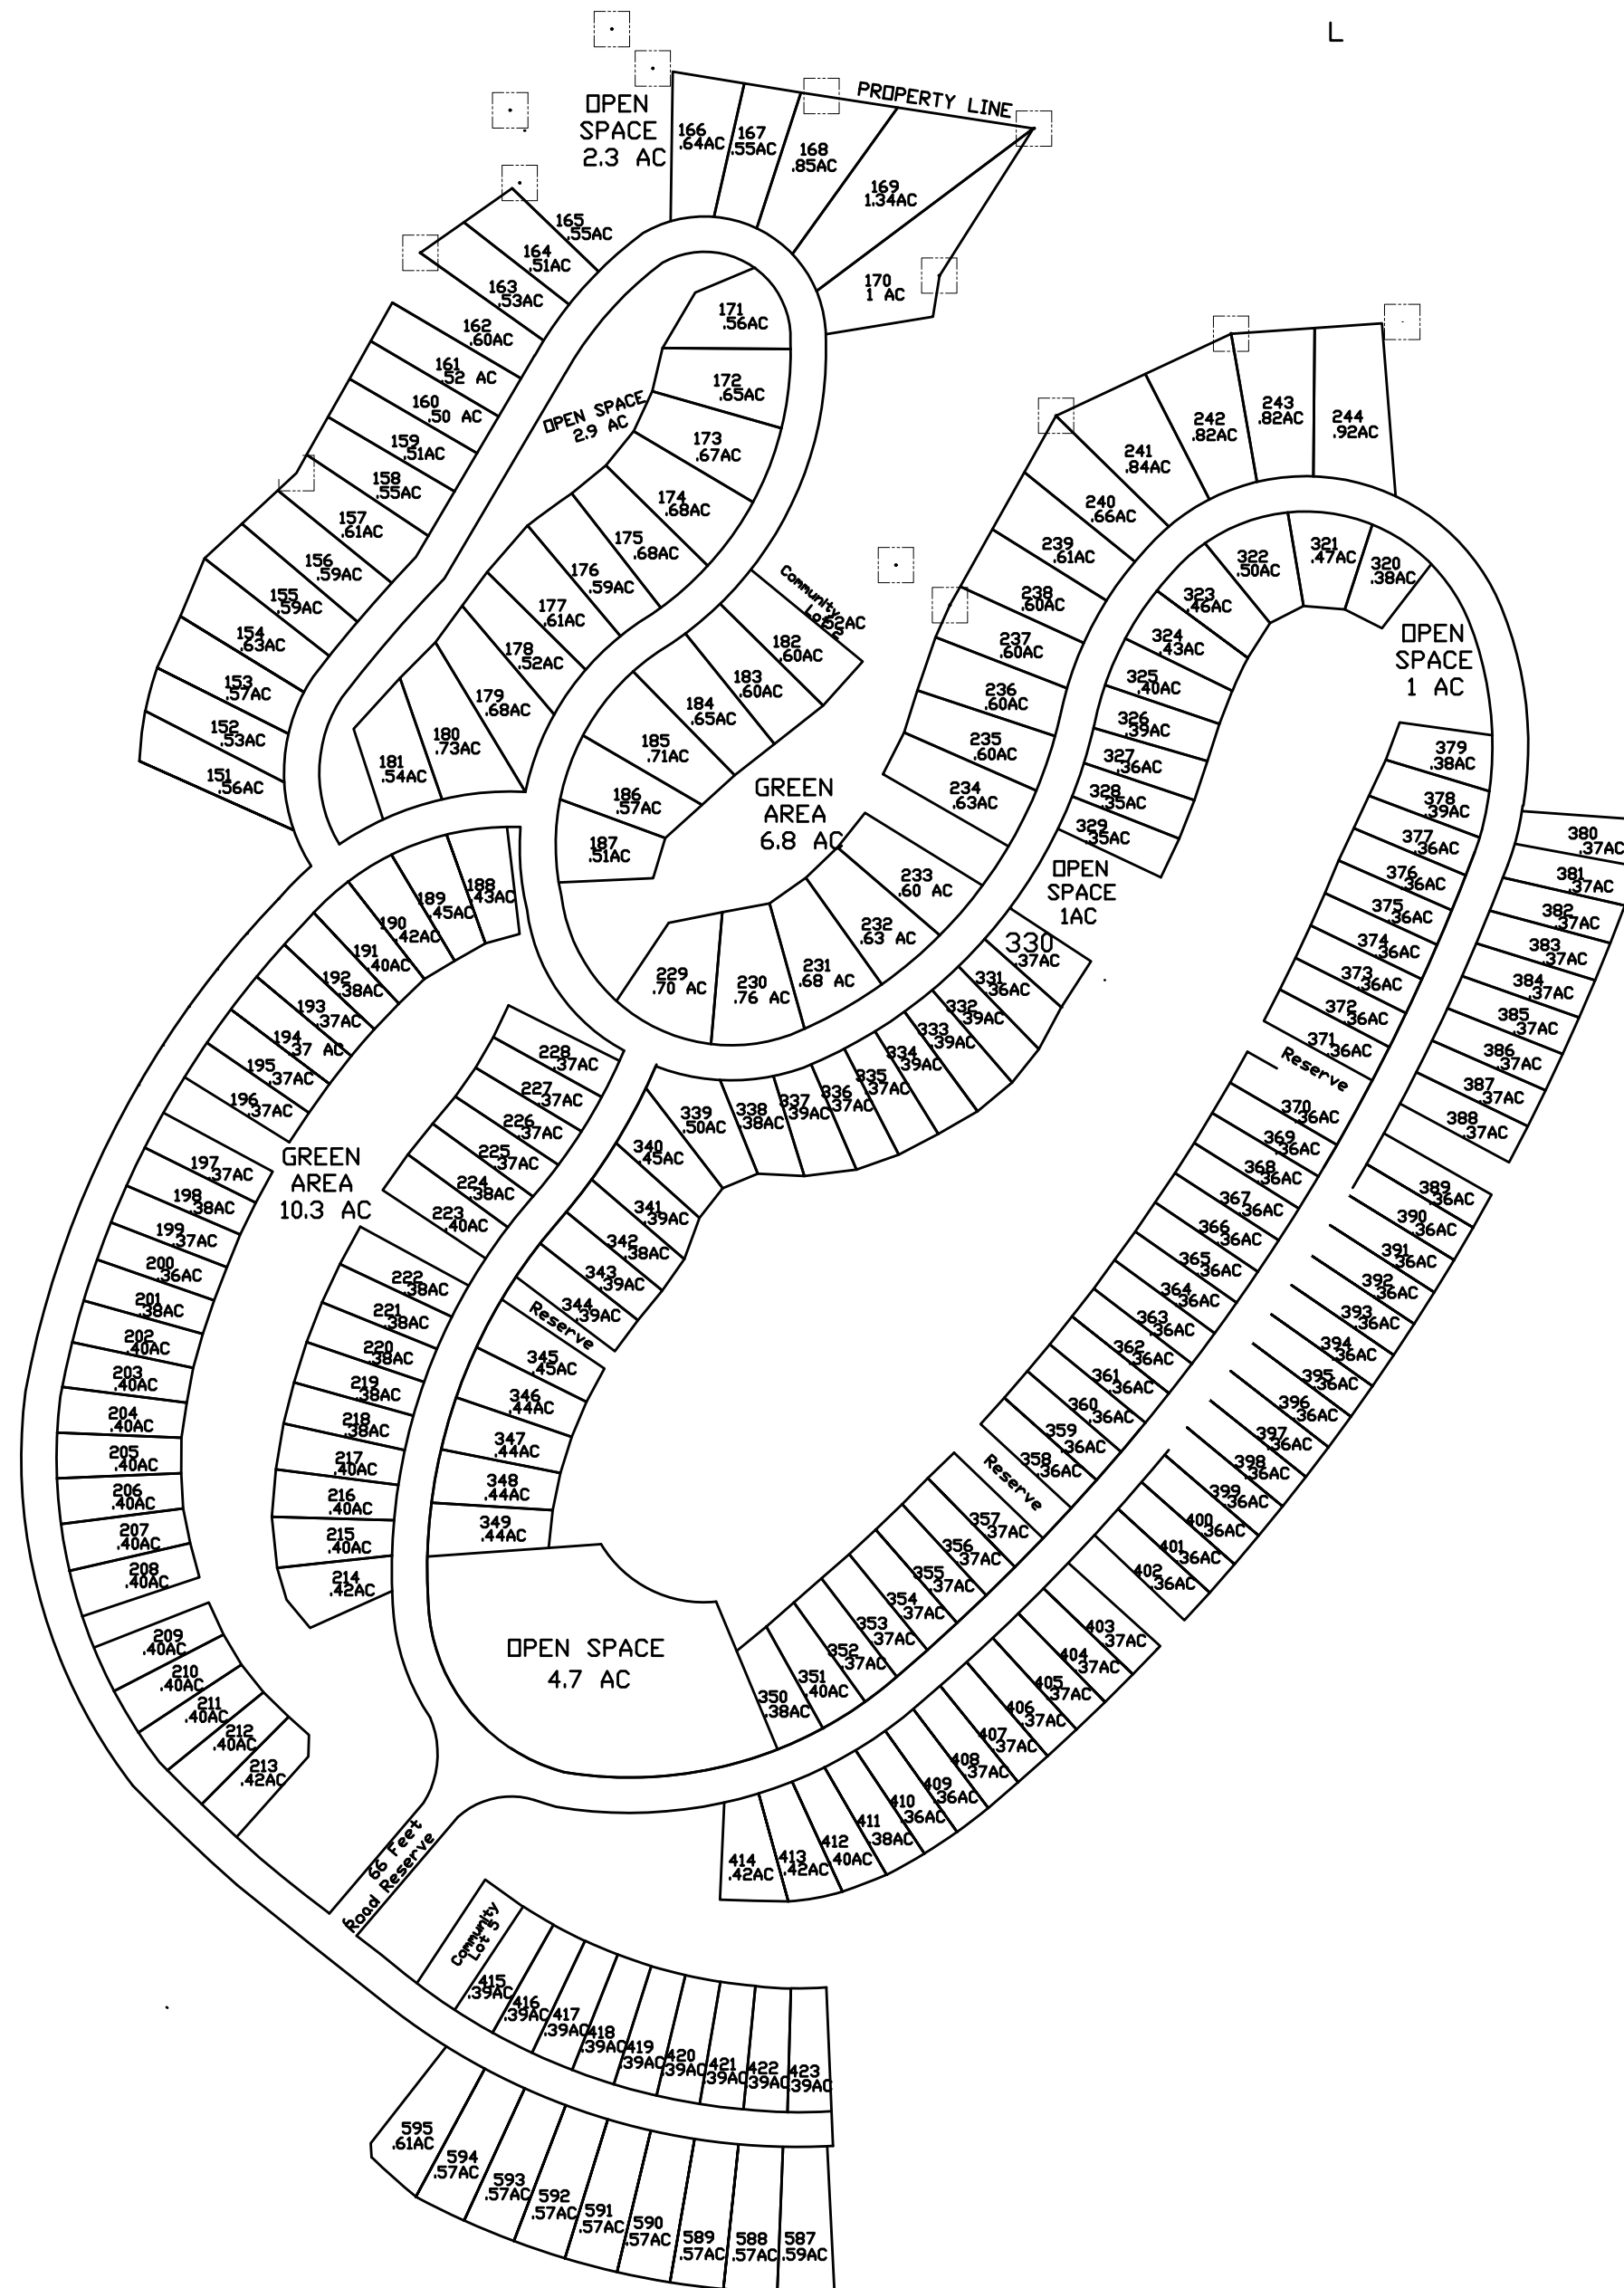 L
PROPERTY LINE
OPEN
SPACE
2.3 AC
166
.64AC
167
.55AC
168
.85AC
169
1.34AC
170
1 AC
165
.55AC
164
.51AC
163
.53AC
162
.60AC
161
.52 AC
160
.50 AC
159
.51AC
158
.55AC
157
.61AC
156
.59AC
155
.59AC
154
.63AC
153
.57AC
152
.53AC
151
.56AC
171
.56AC
OPEN SPACE
2.9 AC
172
.65AC
173
.67AC
174
.68AC
175
.68AC
176
.59AC
177
.61AC
178
.52AC
179
.68AC
180
.73AC
181
.54AC
Community
Lot 2
.52AC
182
.60AC
183
.60AC
184
.65AC
185
.71AC
186
.57AC
187
.51AC
GREEN
AREA
6.8 AC
244
.92AC
243
.82AC
242
.82AC
241
.84AC
240
.66AC
239
.61AC
238
.60AC
237
.60AC
236
.60AC
235
.60AC
234
.63AC
233
.60 AC
232
.63 AC
231
.68 AC
230
.76 AC
229
.70 AC
320
.38AC
321
.47AC
322
.50AC
323
.46AC
324
.43AC
325
.40AC
326
.39AC
327
.36AC
328
.35AC
329
.35AC
OPEN
SPACE
1 AC
OPEN
SPACE
1AC
330
.37AC
331
.36AC
332
.39AC
333
.39AC
334
.39AC
335
.37AC
336
.37AC
337
.39AC
338
.38AC
339
.50AC
340
.45AC
341
.39AC
342
.38AC
343
.39AC
344
.39AC
Reserve
345
.45AC
346
.44AC
347
.44AC
348
.44AC
349
.44AC
188
.43AC
189
.45AC
190
.42AC
191
.40AC
192
.38AC
193
.37AC
194
.37 AC
195
.37AC
196
.37AC
GREEN
AREA
10.3 AC
197
.37AC
198
.38AC
199
.37AC
200
.36AC
201
.38AC
202
.40AC
203
.40AC
204
.40AC
205
.40AC
206
.40AC
207
.40AC
208
.40AC
209
.40AC
210
.40AC
211
.40AC
212
.40AC
213
.42AC
228
.37AC
227
.37AC
226
.37AC
225
.37AC
224
.38AC
223
.40AC
222
.38AC
221
.38AC
220
.38AC
219
.38AC
218
.38AC
217
.40AC
216
.40AC
215
.40AC
214
.42AC
379
.38AC
378
.39AC
377
.36AC
376
.36AC
375
.36AC
374
.36AC
373
.36AC
372
.36AC
371
.36AC
Reserve
370
.36AC
369
.36AC
368
.36AC
367
.36AC
366
.36AC
365
.36AC
364
.36AC
363
.36AC
362
.36AC
361
.36AC
360
.36AC
359
.36AC
358
.36AC
Reserve
357
.37AC
356
.37AC
355
.37AC
354
.37AC
353
.37AC
352
.37AC
351
.40AC
350
.38AC
OPEN SPACE
4.7 AC
380
.37AC
381
.37AC
382
.37AC
383
.37AC
384
.37AC
385
.37AC
386
.37AC
387
.37AC
388
.37AC
389
.36AC
390
.36AC
391
.36AC
392
.36AC
393
.36AC
394
.36AC
395
.36AC
396
.36AC
397
.36AC
398
.36AC
399
.36AC
400
.36AC
401
.36AC
402
.36AC
403
.37AC
404
.37AC
405
.37AC
406
.37AC
407
.37AC
408
.37AC
409
.36AC
410
.36AC
411
.38AC
412
.40AC
413
.42AC
414
.42AC
66 Feet
Road Reserve
Community
Lot 5
415
.39AC
416
.39AC
417
.39AC
418
.39AC
419
.39AC
420
.39AC
421
.39AC
422
.39AC
423
.39AC
595
.61AC
594
.57AC
593
.57AC
592
.57AC
591
.57AC
590
.57AC
589
.57AC
588
.57AC
587
.59AC